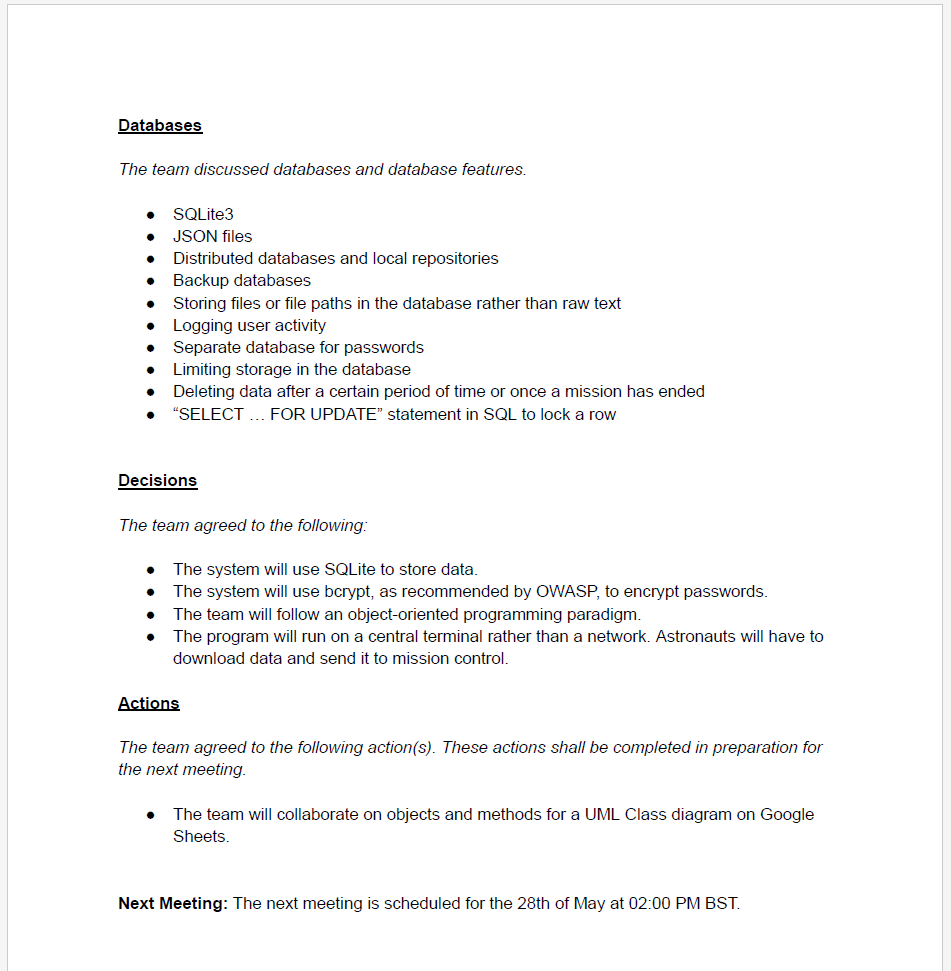 Databases
The team discussed databases and database features.
● SQLite3
● JSON files
● Distributed databases and local repositories
● Backup databases
● Storing files or file paths in the database rather than raw text
● Logging user activity
● Separate database for passwords
● Limiting storage in the database
● Deleting data after a certain period of time or once a mission has ended
● “SELECT … FOR UPDATE” statement in SQL to lock a row
Decisions
The team agreed to the following:
● The system will use SQLite to store data.
● The system will use bcrypt, as recommended by OWASP, to encrypt passwords.
● The team will follow an object-oriented programming paradigm.
● The program will run on a central terminal rather than a network. Astronauts will have to
download data and send it to mission control.
Actions
The team agreed to the following action(s). These actions shall be completed in preparation for
the next meeting.
● The team will collaborate on objects and methods for a UML Class diagram on Google
Sheets.
Next Meeting: The next meeting is scheduled for the 28th of May at 02:00 PM BST.